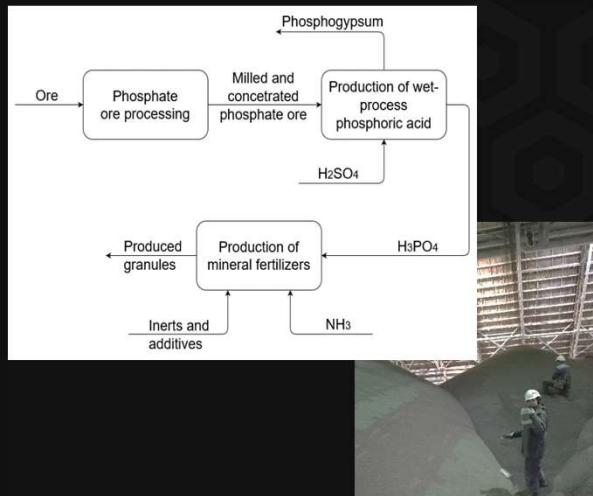 Phosphogypsum
Ore
Phosphate
ore processing
Milled and
concetrated
phosphate ore
Production of wet-
process
phosphoric acid
H₂SO₄
Produced
granules
Production of
mineral fertilizers
H₃PO₄
Inerts and
additives
NH₃